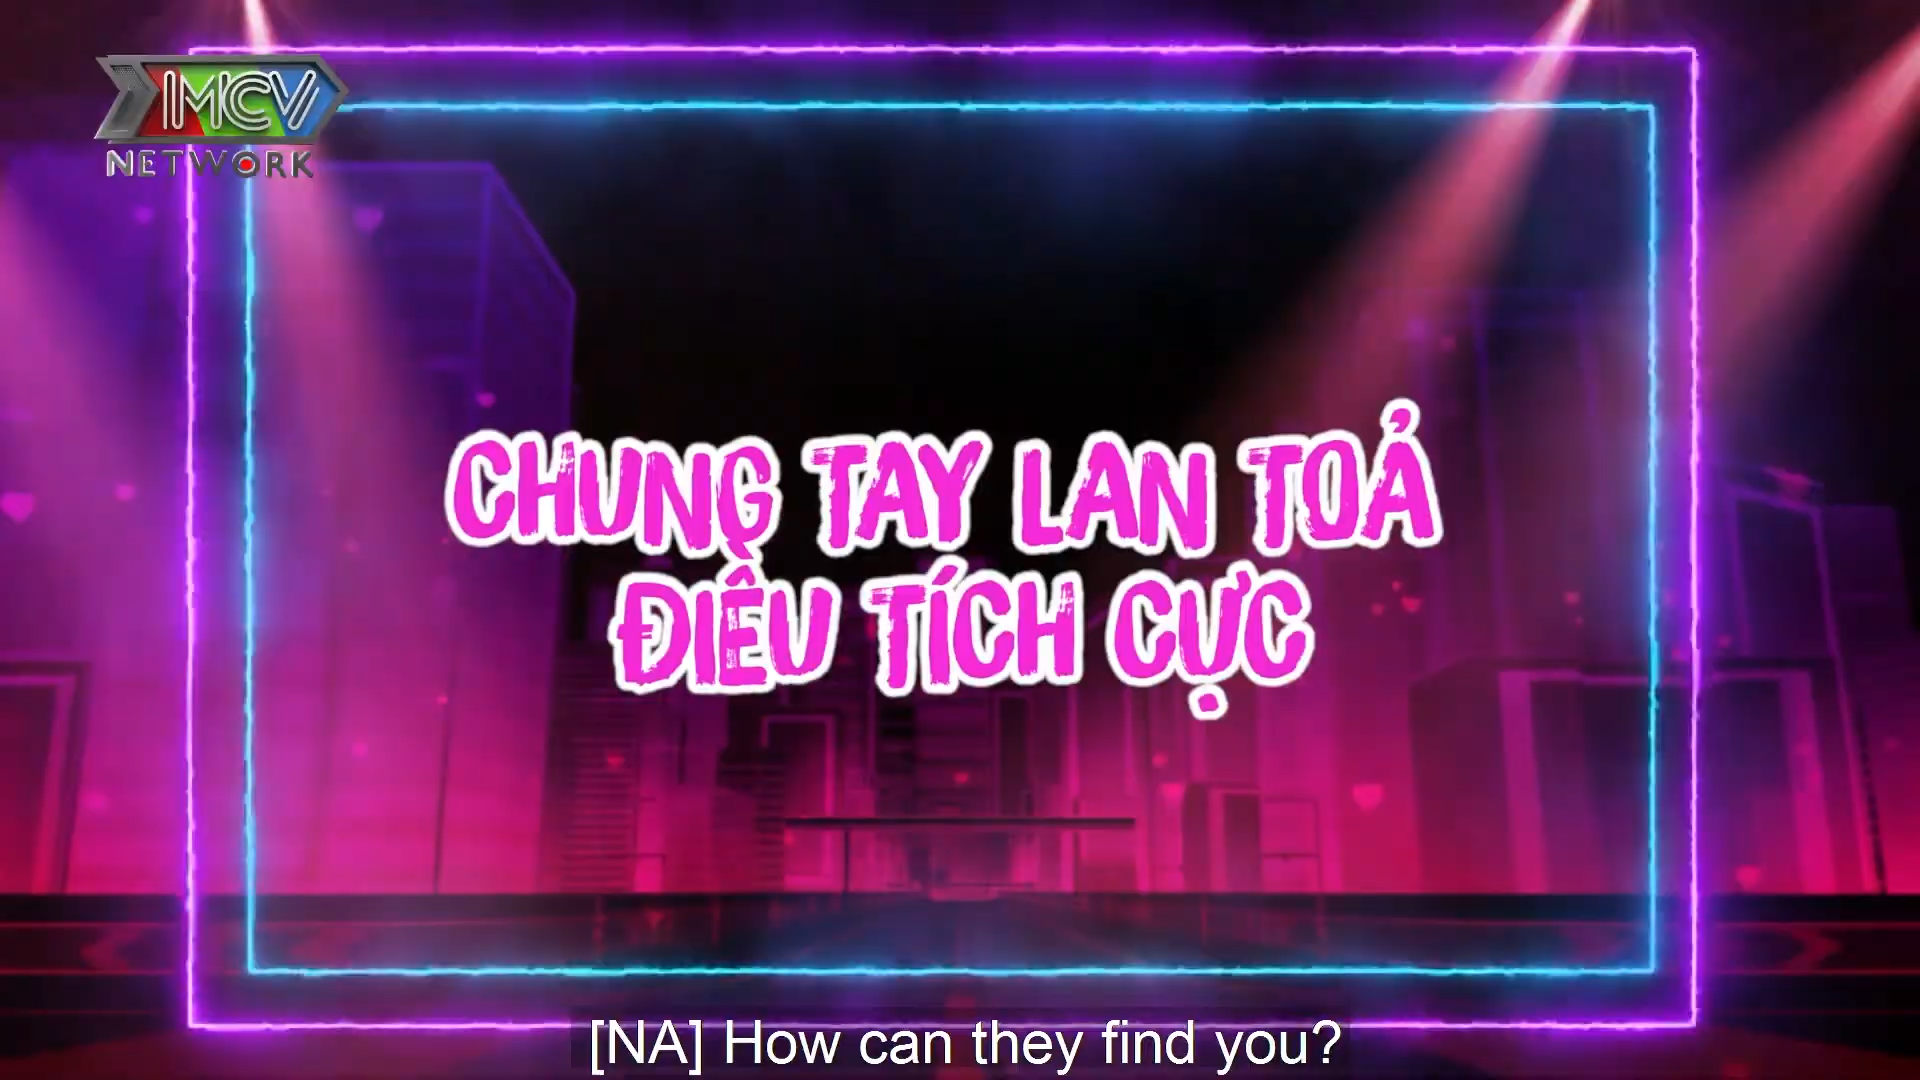 MCV
NETWORK
CHUNG TAY LAN TOẢ
ĐIỀU TÍCH CỰC
[NA] How can they find you?